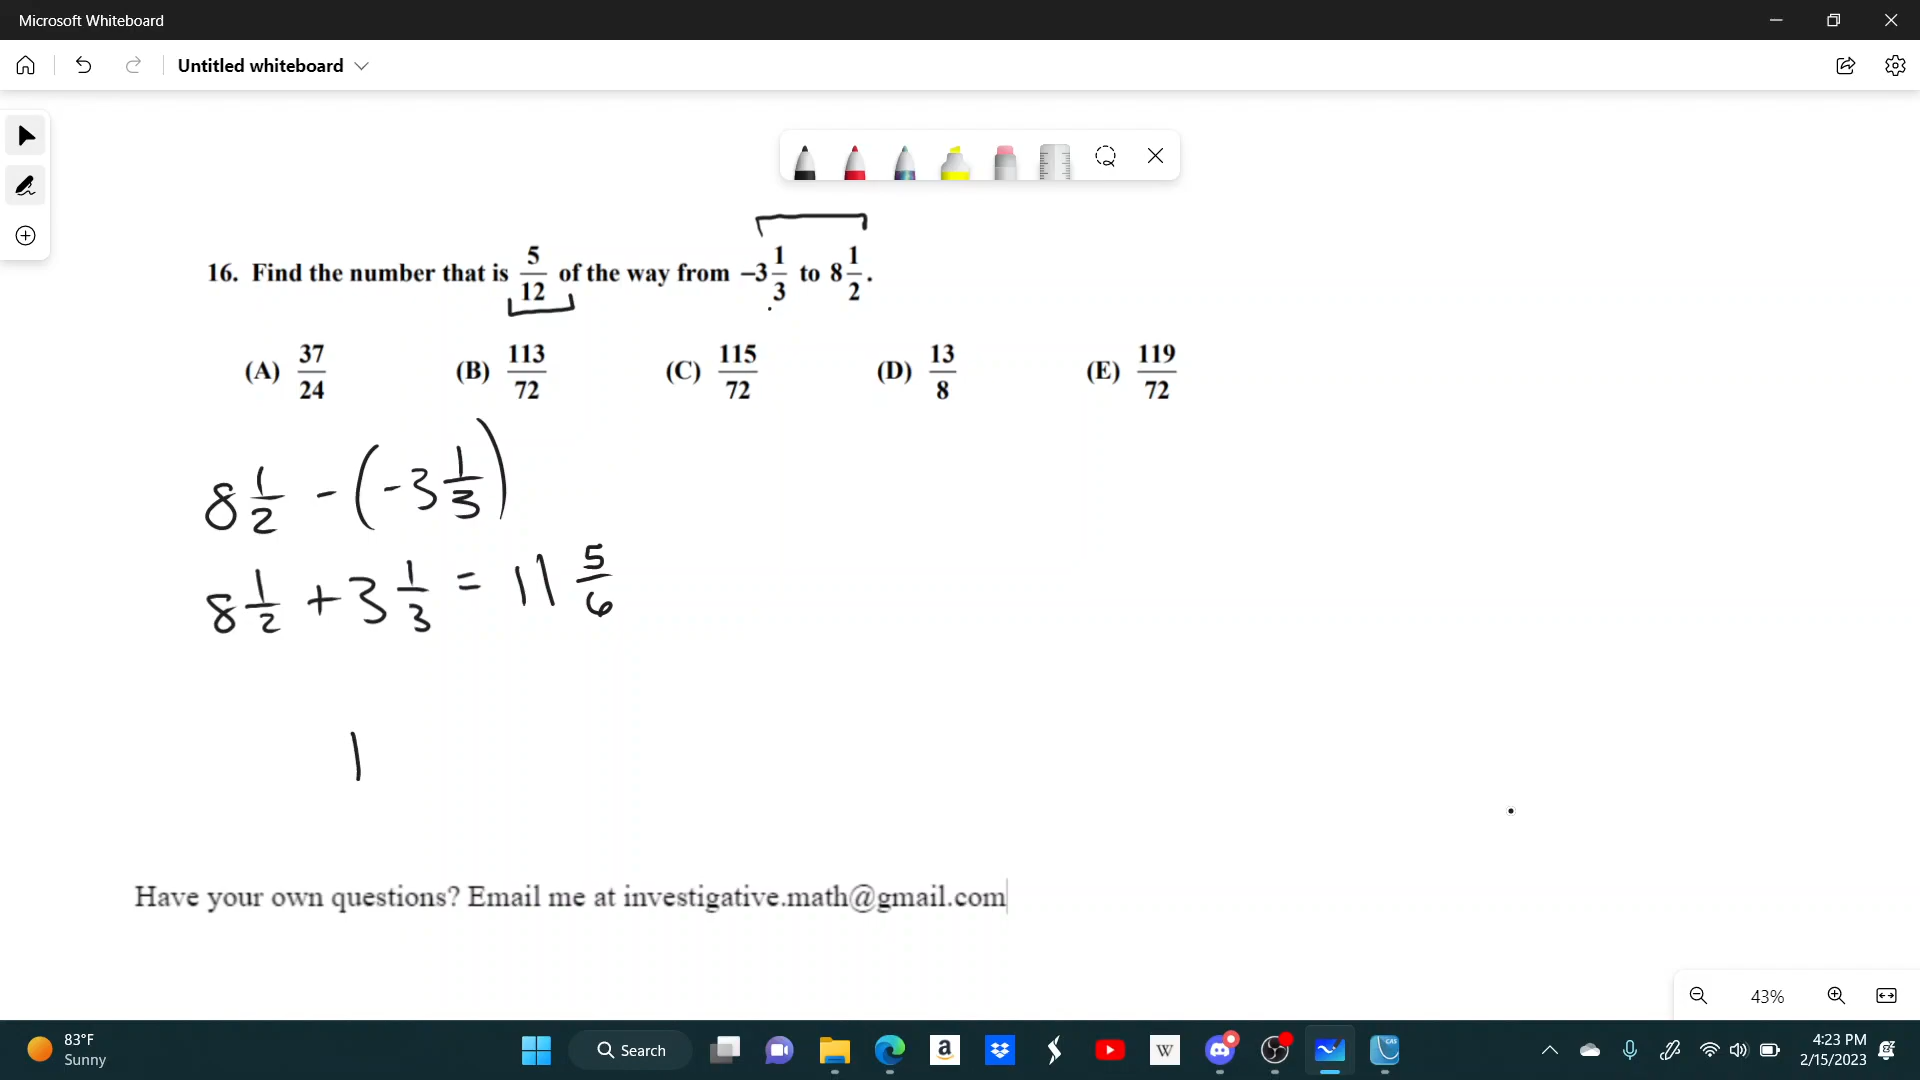 Microsoft Whiteboard
Untitled whiteboard
16. Find the number that is 5/12 of the way from −3 1/3 to 8 1/2.
(A) 37/24 (B) 113/72 (C) 115/72 (D) 13/8 (E) 119/72
8 1/2 - (-3 1/3)
8 1/2 + 3 1/3 = 11 5/6
1
Have your own questions? Email me at investigative.math@gmail.com
43%
83°F
Sunny
Search
a
W
CAS
4:23 PM
2/15/2023